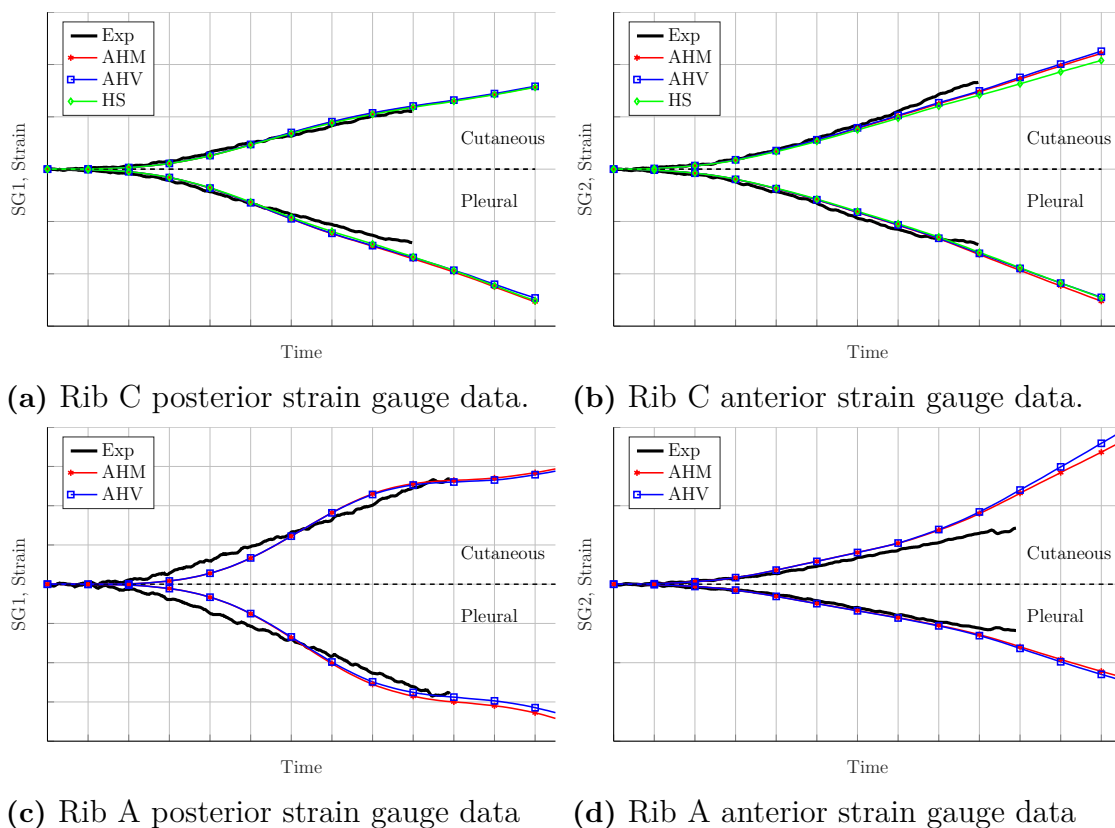 Exp
AHM
AHV
HS
Cutaneous
Pleural
SG1, Strain
Time
Exp
AHM
AHV
HS
Cutaneous
Pleural
SG2, Strain
Time
(a) Rib C posterior strain gauge data.
(b) Rib C anterior strain gauge data.
Exp
AHM
AHV
Cutaneous
Pleural
SG1, Strain
Time
Exp
AHM
AHV
Cutaneous
Pleural
SG2, Strain
Time
(c) Rib A posterior strain gauge data
(d) Rib A anterior strain gauge data